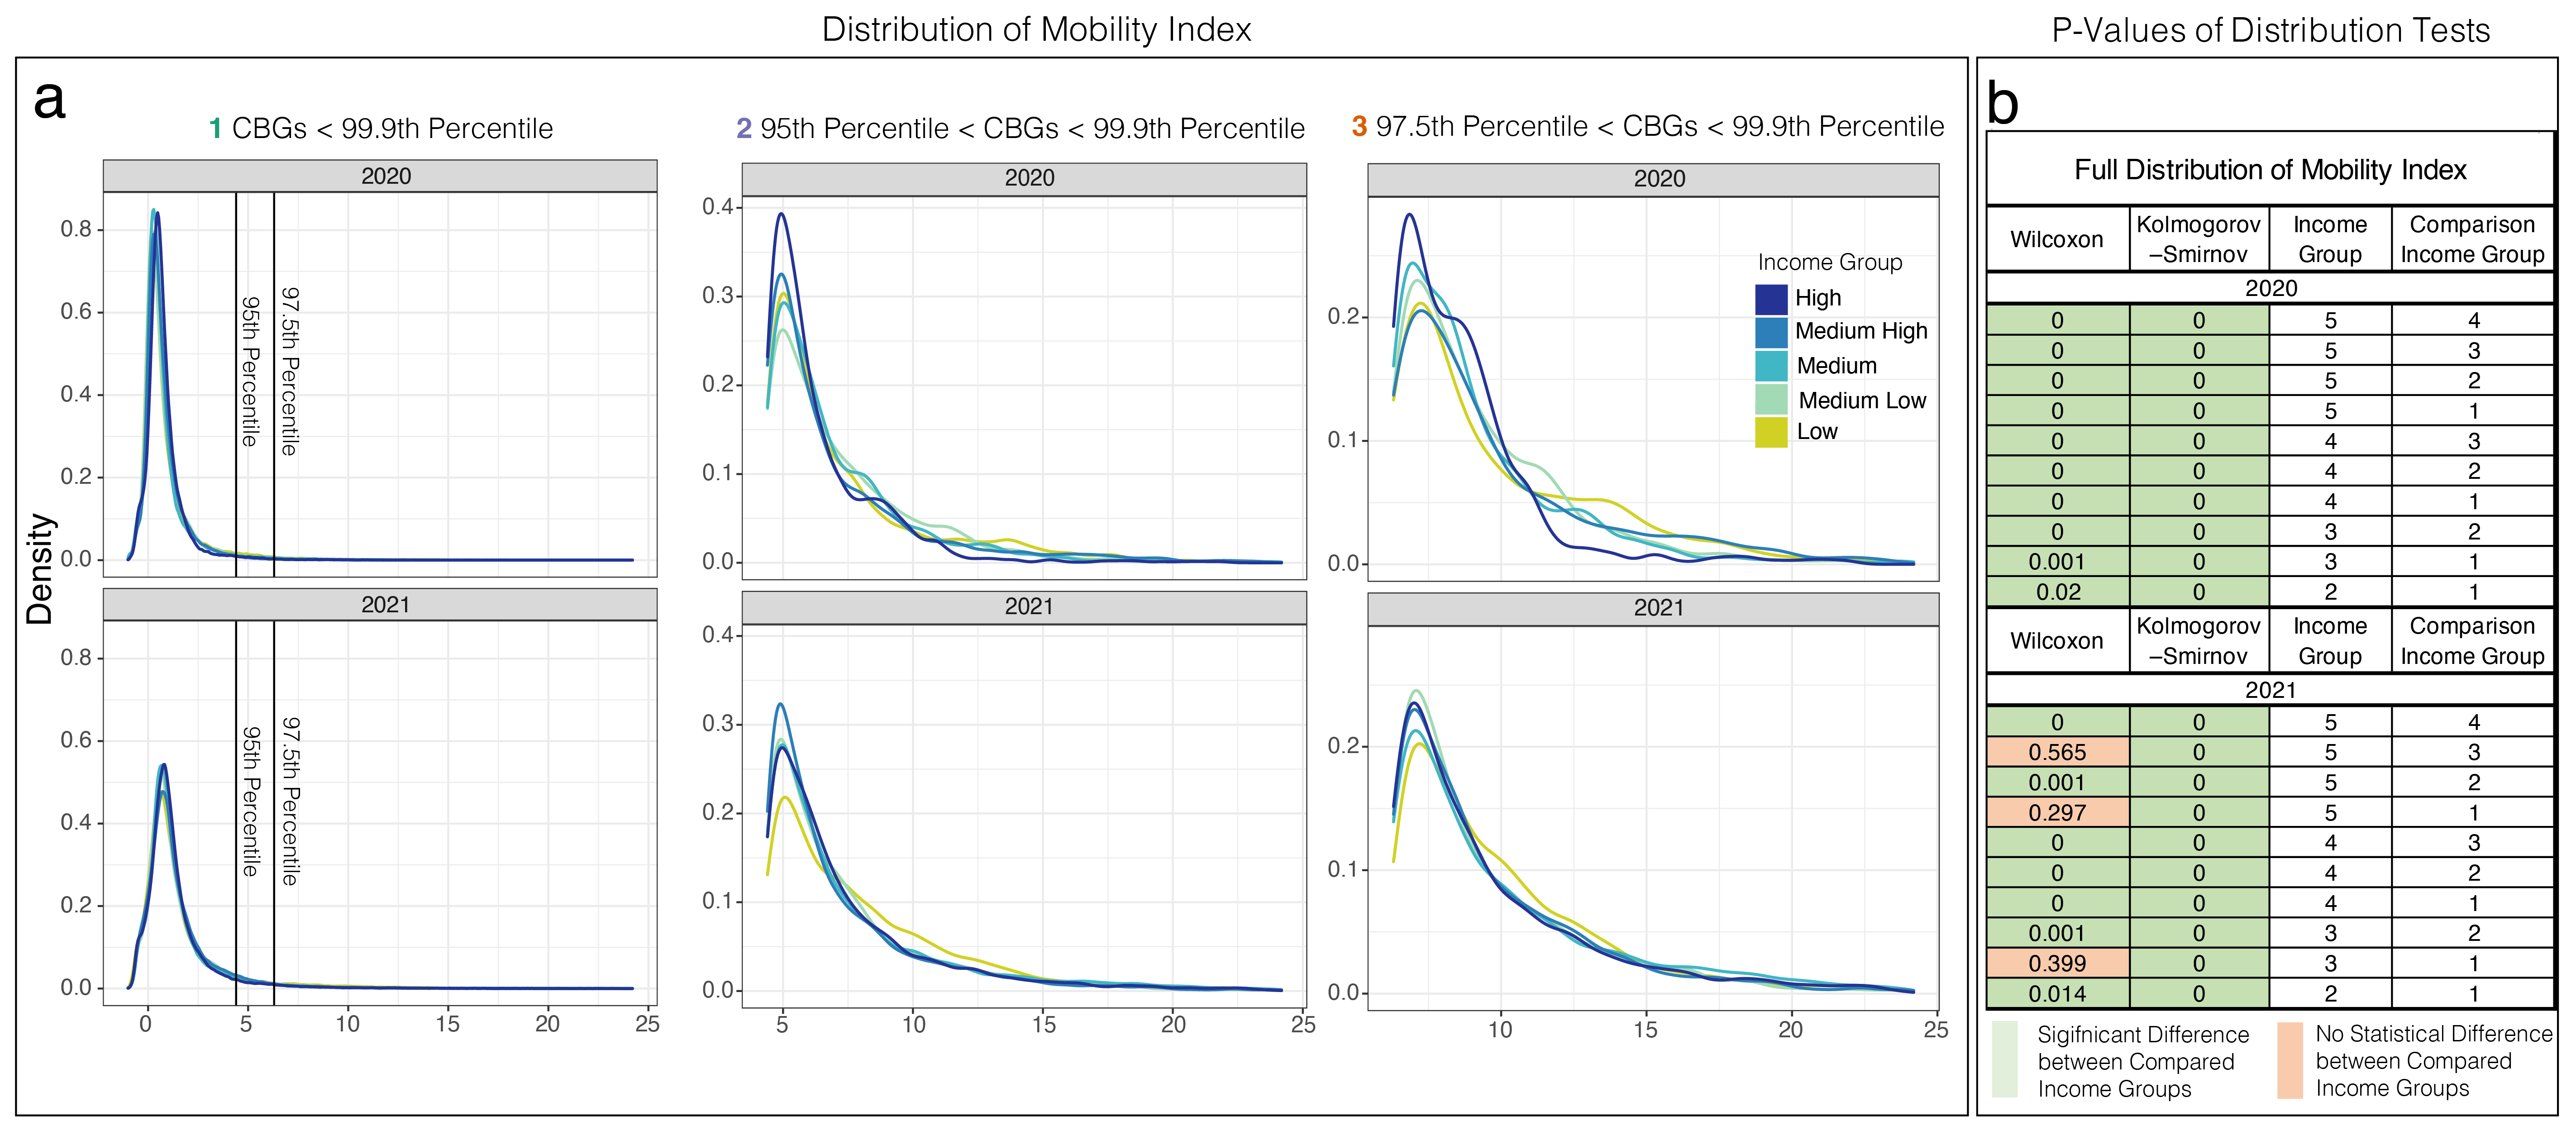 Distribution of Mobility Index
P-Values of Distribution Tests
a
1 CBGs < 99.9th Percentile
2 95th Percentile < CBGs < 99.9th Percentile
3 97.5th Percentile < CBGs < 99.9th Percentile
Density
2020
0.8
0.6
0.4
0.2
0.0
95th Percentile
97.5th Percentile
2020
0.4
0.3
0.2
0.1
0.0
2020
0.2
0.1
0.0
Income Group
High
Medium High
Medium
Medium Low
Low
2021
0.8
0.6
0.4
0.2
0.0
95th Percentile
97.5th Percentile
0 5 10 15 20 25
2021
0.4
0.3
0.2
0.1
0.0
5 10 15 20 25
2021
0.2
0.1
0.0
10 15 20 25
b
Full Distribution of Mobility Index
Wilcoxon Kolmogorov Income Comparison
–Smirnov Group Income Group
2020
0 0 5 4
0 0 5 3
0 0 5 2
0 0 5 1
0 0 4 3
0 0 4 2
0 0 4 1
0 0 3 2
0.001 0 3 1
0.02 0 2 1
Wilcoxon Kolmogorov Income Comparison
–Smirnov Group Income Group
2021
0 0 5 4
0.565 0 5 3
0.001 0 5 2
0.297 0 5 1
0 0 4 3
0 0 4 2
0 0 4 1
0.001 0 3 2
0.399 0 3 1
0.014 0 2 1
Sigifnicant Difference
between Compared
Income Groups
No Statistical Difference
between Compared
Income Groups